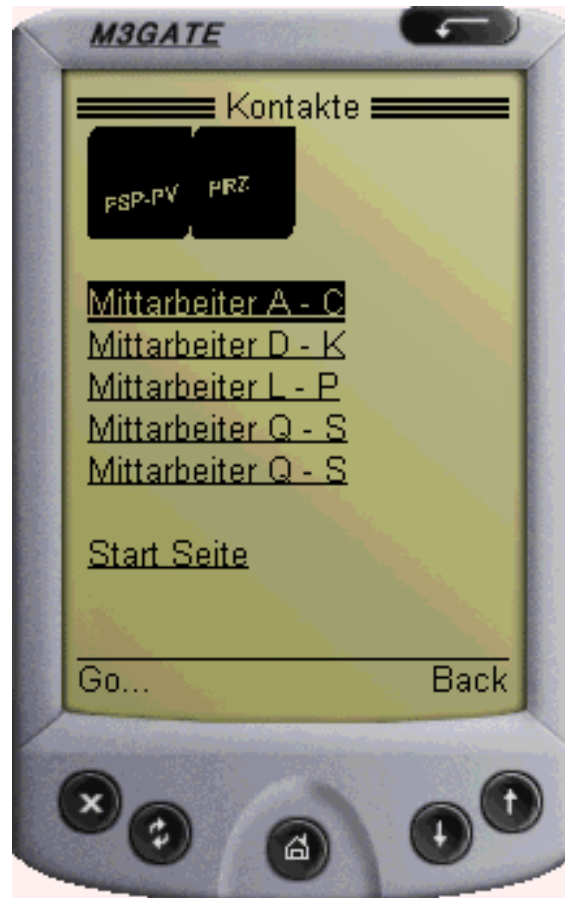 M3GATE
Kontakte
FSP-PV PRZ
Mittarbeiter A - C
Mittarbeiter D - K
Mittarbeiter L - P
Mittarbeiter Q - S
Mittarbeiter Q - S
Start Seite
Go... Back